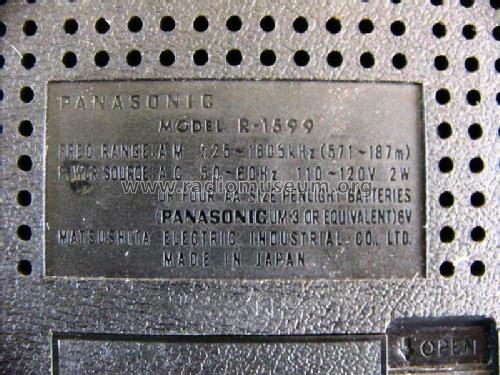 PANASONIC
MODEL R-1599
FREQ. RANGE: A M 525~1605kHz (571~187m)
POWER SOURCE: A.C. 50~60Hz 110~120V 2W
OR FOUR "AA" SIZE PENLIGHT BATTERIES
(PANASONIC UM-3 OR EQUIVALENT) 6V
MATSUSHITA ELECTRIC INDUSTRIAL CO., LTD.
MADE IN JAPAN
www.radiomuseum.org
OPEN